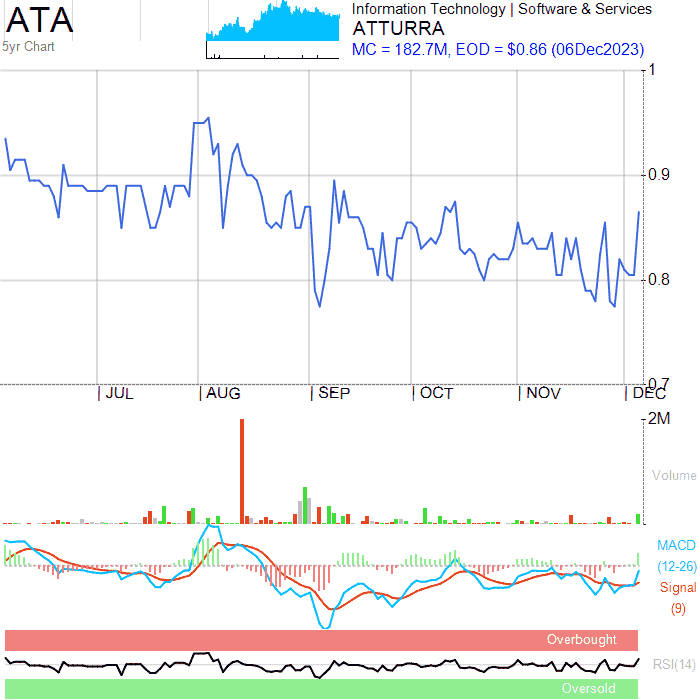 ATA
5yr Chart
Information Technology | Software & Services
ATTURRA
MC = 182.7M, EOD = $0.86 (06Dec2023)
1
0.9
0.8
0.7
| JUL
| AUG
| SEP
| OCT
| NOV
| DEC
2M
Volume
MACD
(12-26)
Signal
(9)
Overbought
RSI(14)
Oversold